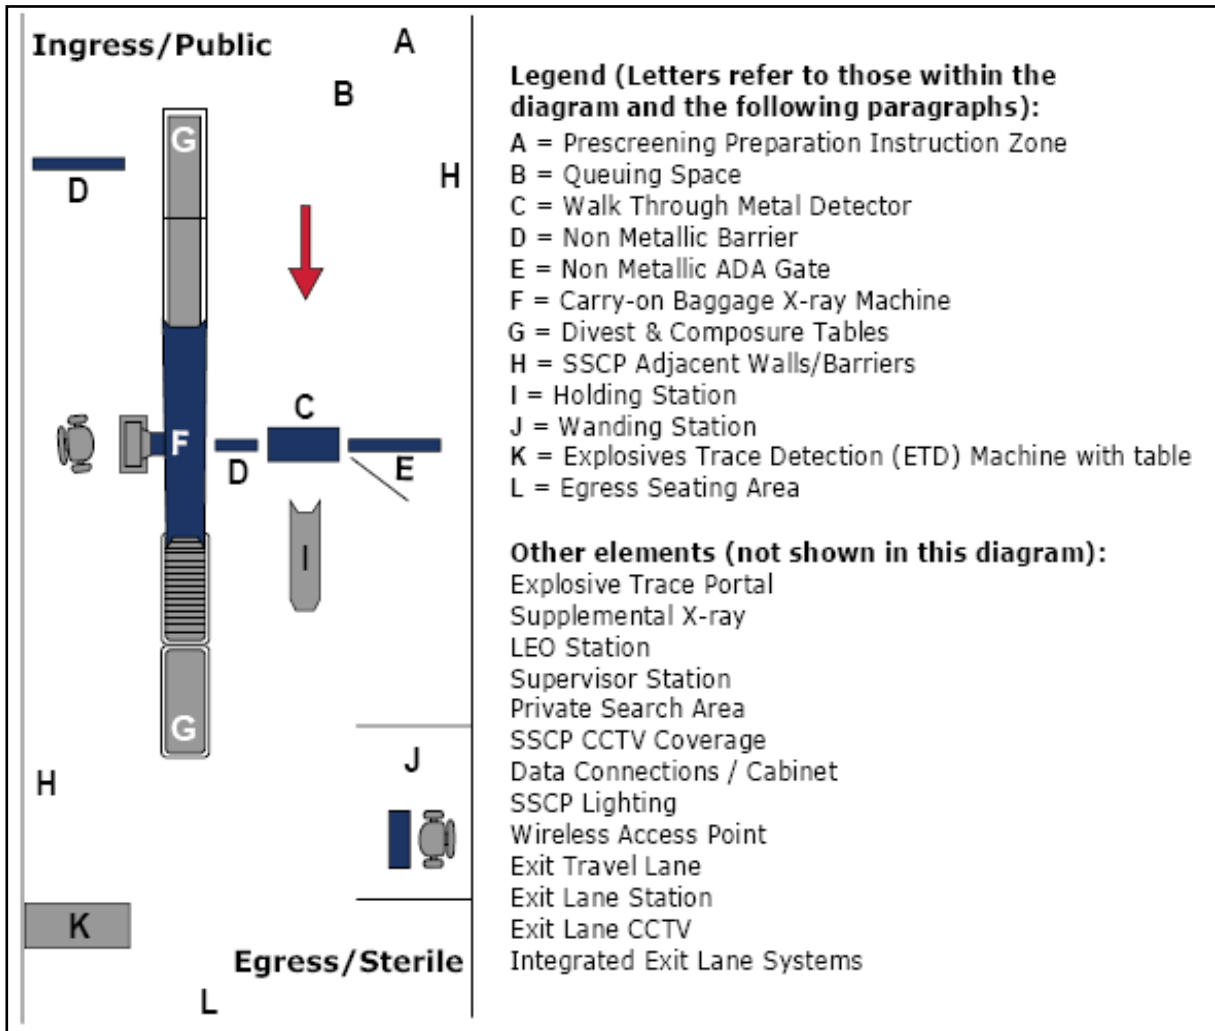 Ingress/Public
A
B
G
D
H
C
F
D
E
I
G
J
H
K
Egress/Sterile
L
Legend (Letters refer to those within the
diagram and the following paragraphs):
A = Prescreening Preparation Instruction Zone
B = Queuing Space
C = Walk Through Metal Detector
D = Non Metallic Barrier
E = Non Metallic ADA Gate
F = Carry-on Baggage X-ray Machine
G = Divest & Composure Tables
H = SSCP Adjacent Walls/Barriers
I = Holding Station
J = Wanding Station
K = Explosives Trace Detection (ETD) Machine with table
L = Egress Seating Area
Other elements (not shown in this diagram):
Explosive Trace Portal
Supplemental X-ray
LEO Station
Supervisor Station
Private Search Area
SSCP CCTV Coverage
Data Connections / Cabinet
SSCP Lighting
Wireless Access Point
Exit Travel Lane
Exit Lane Station
Exit Lane CCTV
Integrated Exit Lane Systems